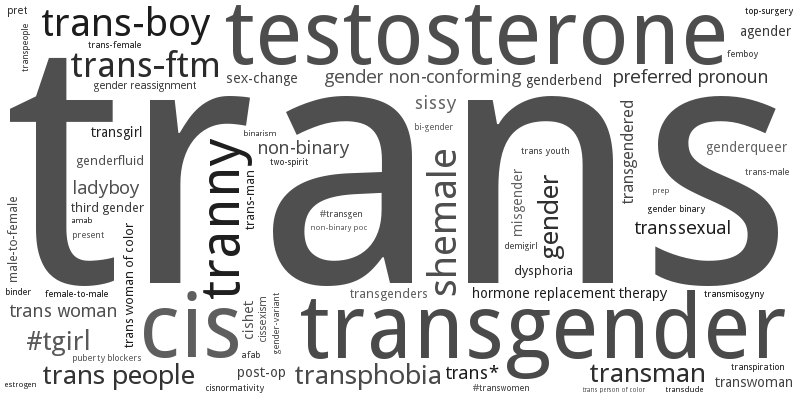 pret
trans-boy
testosterone
top-surgery
agender
transpeople
trans-female
femboy
trans-ftm
sex-change
gender non-conforming
genderbend
preferred pronoun
gender reassignment
trans
sissy
transgendered
transgirl
binarism
bi-gender
non-binary
genderqueer
genderfluid
two-spirit
trans youth
trans-male
tranny
trans-man
shemale
misgender
gender
ladyboy
prep
third gender
#transgen
gender binary
amab
non-binary poc
transsexual
present
demigirl
male-to-female
trans woman of color
dysphoria
binder
female-to-male
transgenders
hormone replacement therapy
transmisogyny
trans woman
cis
cishet
cissexism
gender-variant
transgender
#tgirl
puberty blockers
afab
trans people
post-op
transphobia
trans*
transman
transpiration
estrogen
cisnormativity
#transwomen
trans person of color
transdude
transwoman